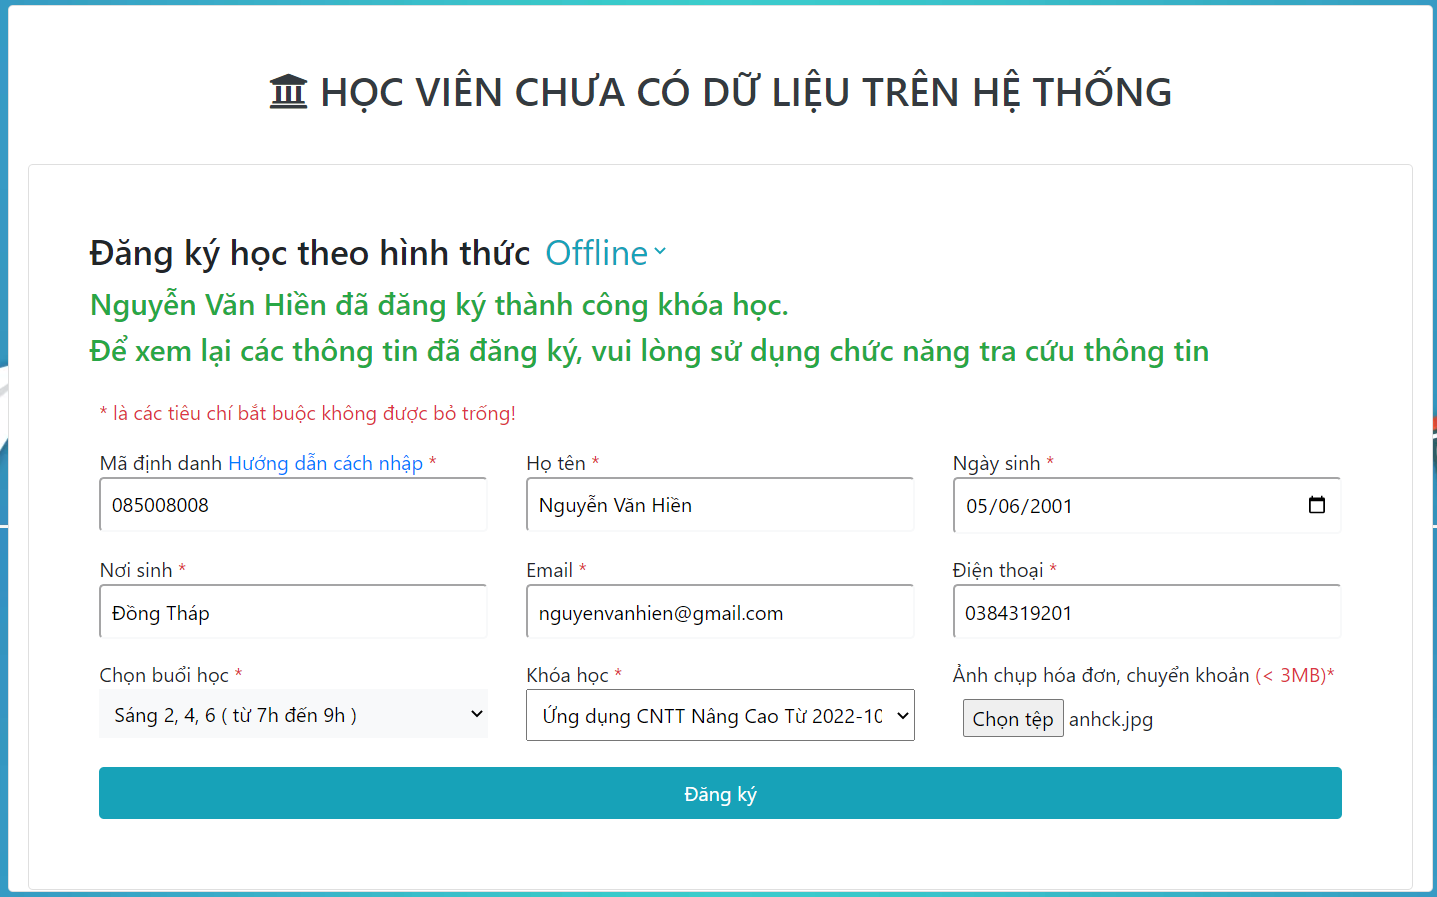 HỌC VIÊN CHƯA CÓ DỮ LIỆU TRÊN HỆ THỐNG
Đăng ký học theo hình thức Offline
Nguyễn Văn Hiền đã đăng ký thành công khóa học.
Để xem lại các thông tin đã đăng ký, vui lòng sử dụng chức năng tra cứu thông tin
* là các tiêu chí bắt buộc không được bỏ trống!
Mã định danh Hướng dẫn cách nhập * Họ tên * Ngày sinh *
085008008 Nguyễn Văn Hiền 05/06/2001
Nơi sinh * Email * Điện thoại *
Đồng Tháp nguyenvanhien@gmail.com 0384319201
Chọn buổi học * Khóa học * Ảnh chụp hóa đơn, chuyển khoản (< 3MB)*
Sáng 2, 4, 6 ( từ 7h đến 9h ) Ứng dụng CNTT Nâng Cao Từ 2022-10 Chọn tệp anhck.jpg
Đăng ký